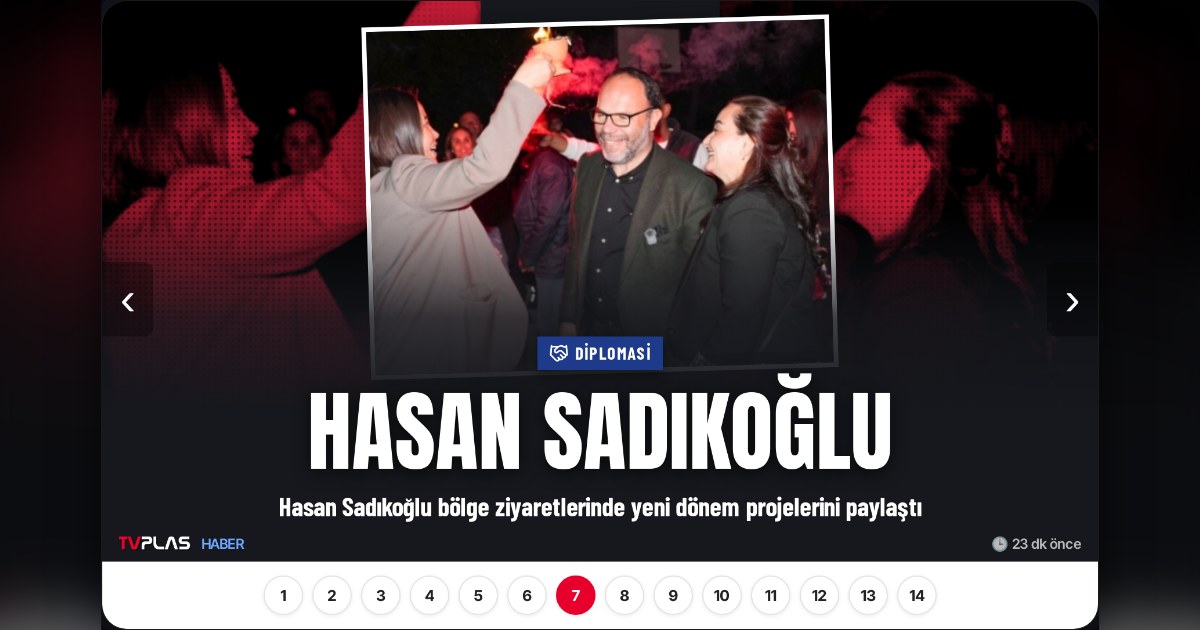 DİPLOMASİ
HASAN SADIKOĞLU
Hasan Sadıkoğlu bölge ziyaretlerinde yeni dönem projelerini paylaştı
TVPLAS HABER
23 dk önce
1 2 3 4 5 6 7 8 9 10 11 12 13 14